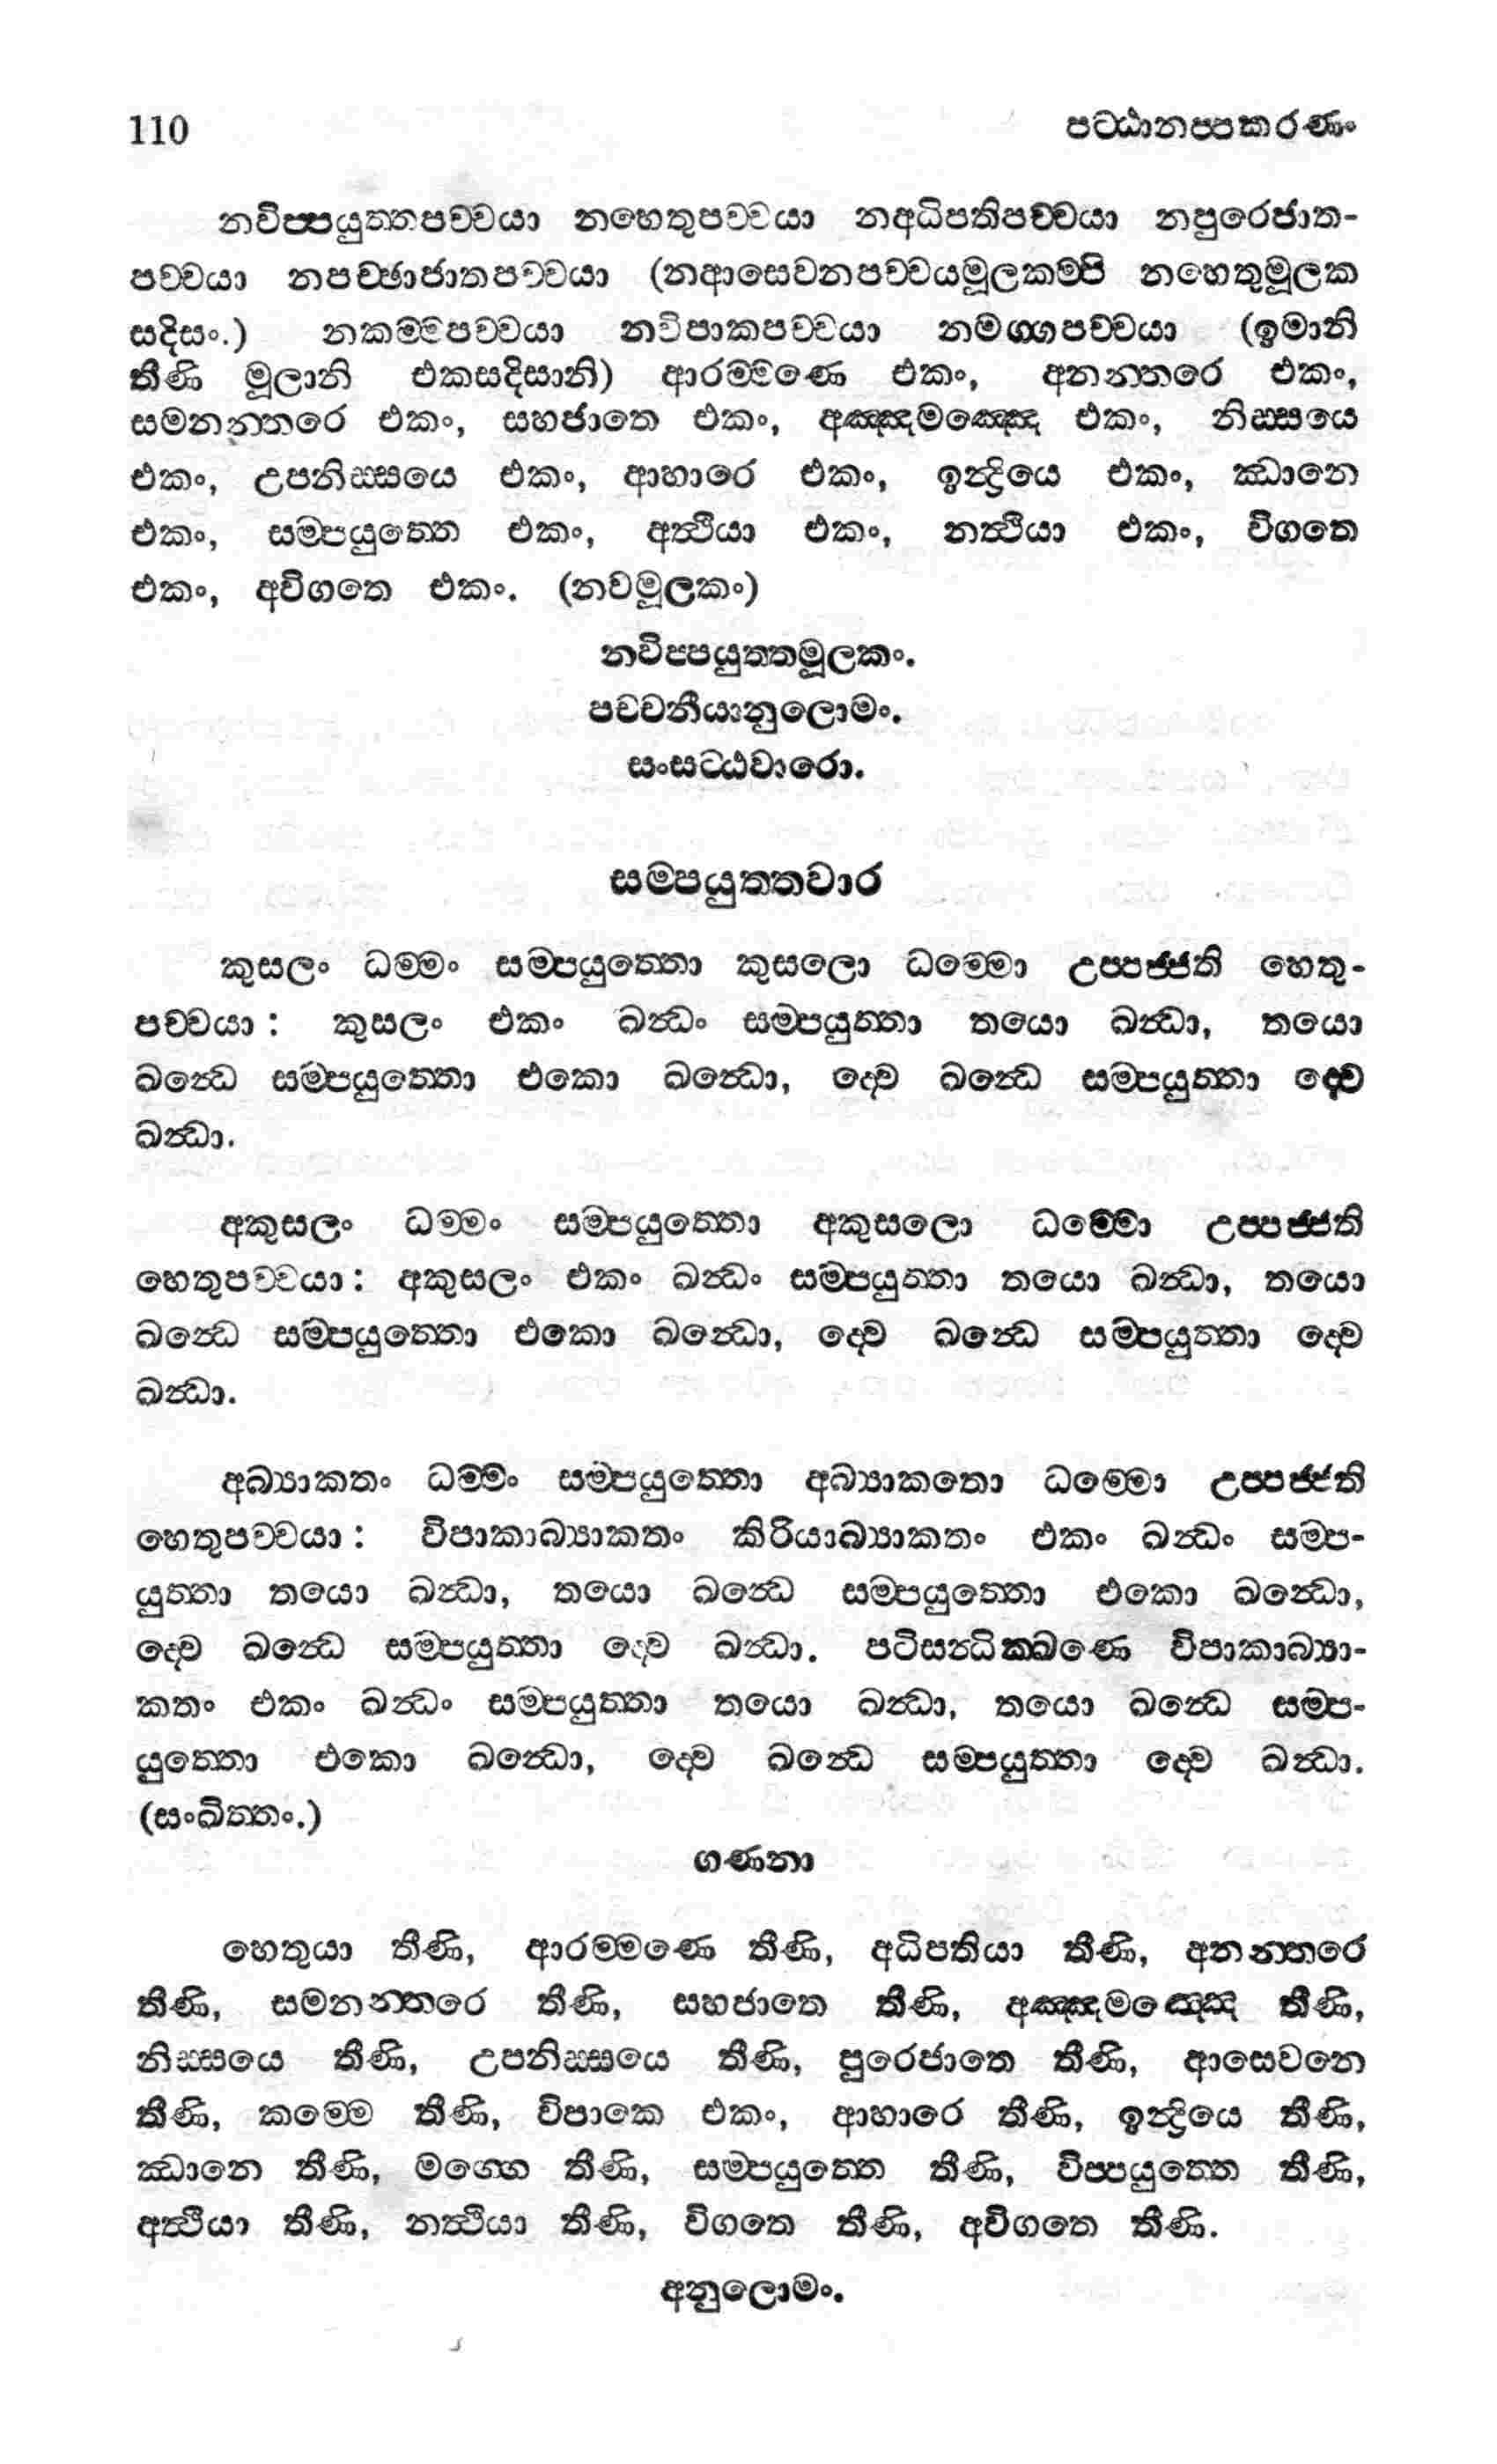 110
පට්ඨානප්පකරණං
නවිප්පයුත්තපච්චයා නහෙතුපච්චයා නඅධිපතිපච්චයා නපුරෙජාත-
පච්චයා නපච්ඡාජාතපච්චයා (නආසෙවනපච්චයමූලකම්පි නහෙතුමූලක
සදිසං.) නකම්මපච්චයා නවිපාකපච්චයා නමග්ගපච්චයා (ඉමානි
තීණි මූලානි එකසදිසානි) ආරම්මණෙ එකං, අනන්තරෙ එකං,
සමනන්තරෙ එකං, සහජාතෙ එකං, අඤ්ඤමඤ්ඤෙ එකං, නිස්සයෙ
එකං, උපනිස්සයෙ එකං, ආහාරෙ එකං, ඉන්ද්‍රියෙ එකං, ඣානෙ
එකං, සම්පයුත්තෙ එකං, අත්ථියා එකං, නත්ථියා එකං, විගතෙ
එකං, අවිගතෙ එකං. (නවමූලකං)
නවිප්පයුත්තමූලකං.
පච්චනීයානුලොමං.
සංසට්ඨවාරො.
සම්පයුත්තවාර
කුසලං ධම්මං සම්පයුත්තො කුසලො ධම්මො උප්පජ්ජති හෙතු-
පච්චයා : කුසලං එකං ඛන්ධං සම්පයුත්තා තයො ඛන්ධා, තයො
ඛන්ධෙ සම්පයුත්තො එකො ඛන්ධො, ද්වෙ ඛන්ධෙ සම්පයුත්තා ද්වෙ
ඛන්ධා.
අකුසලං ධම්මං සම්පයුත්තො අකුසලො ධම්මො උප්පජ්ජති
හෙතුපච්චයා : අකුසලං එකං ඛන්ධං සම්පයුත්තා තයො ඛන්ධා, තයො
ඛන්ධෙ සම්පයුත්තො එකො ඛන්ධො, ද්වෙ ඛන්ධෙ සම්පයුත්තා ද්වෙ
ඛන්ධා.
අබ්‍යාකතං ධම්මං සම්පයුත්තො අබ්‍යාකතො ධම්මො උප්පජ්ජති
හෙතුපච්චයා : විපාකාබ්‍යාකතං කිරියාබ්‍යාකතං එකං ඛන්ධං සම්ප-
යුත්තා තයො ඛන්ධා, තයො ඛන්ධෙ සම්පයුත්තො එකො ඛන්ධො,
ද්වෙ ඛන්ධෙ සම්පයුත්තා ද්වෙ ඛන්ධා. පටිසන්ධික්ඛණෙ විපාකාබ්‍යා-
කතං එකං ඛන්ධං සම්පයුත්තා තයො ඛන්ධා, තයො ඛන්ධෙ සම්ප-
යුත්තො එකො ඛන්ධො, ද්වෙ ඛන්ධෙ සම්පයුත්තා ද්වෙ ඛන්ධා.
(සංඛිත්තං.)
ගණනා
හෙතුයා තීණි, ආරම්මණෙ තීණි, අධිපතියා තීණි, අනන්තරෙ
තීණි, සමනන්තරෙ තීණි, සහජාතෙ තීණි, අඤ්ඤමඤ්ඤෙ තීණි,
නිස්සයෙ තීණි, උපනිස්සයෙ තීණි, පුරෙජාතෙ තීණි, ආසෙවනෙ
තීණි, කම්මෙ තීණි, විපාකෙ එකං, ආහාරෙ තීණි, ඉන්ද්‍රියෙ තීණි,
ඣානෙ තීණි, මග්ගෙ තීණි, සම්පයුත්තෙ තීණි, විප්පයුත්තෙ තීණි,
අත්ථියා තීණි, නත්ථියා තීණි, විගතෙ තීණි, අවිගතෙ තීණි.
අනුලොමං.